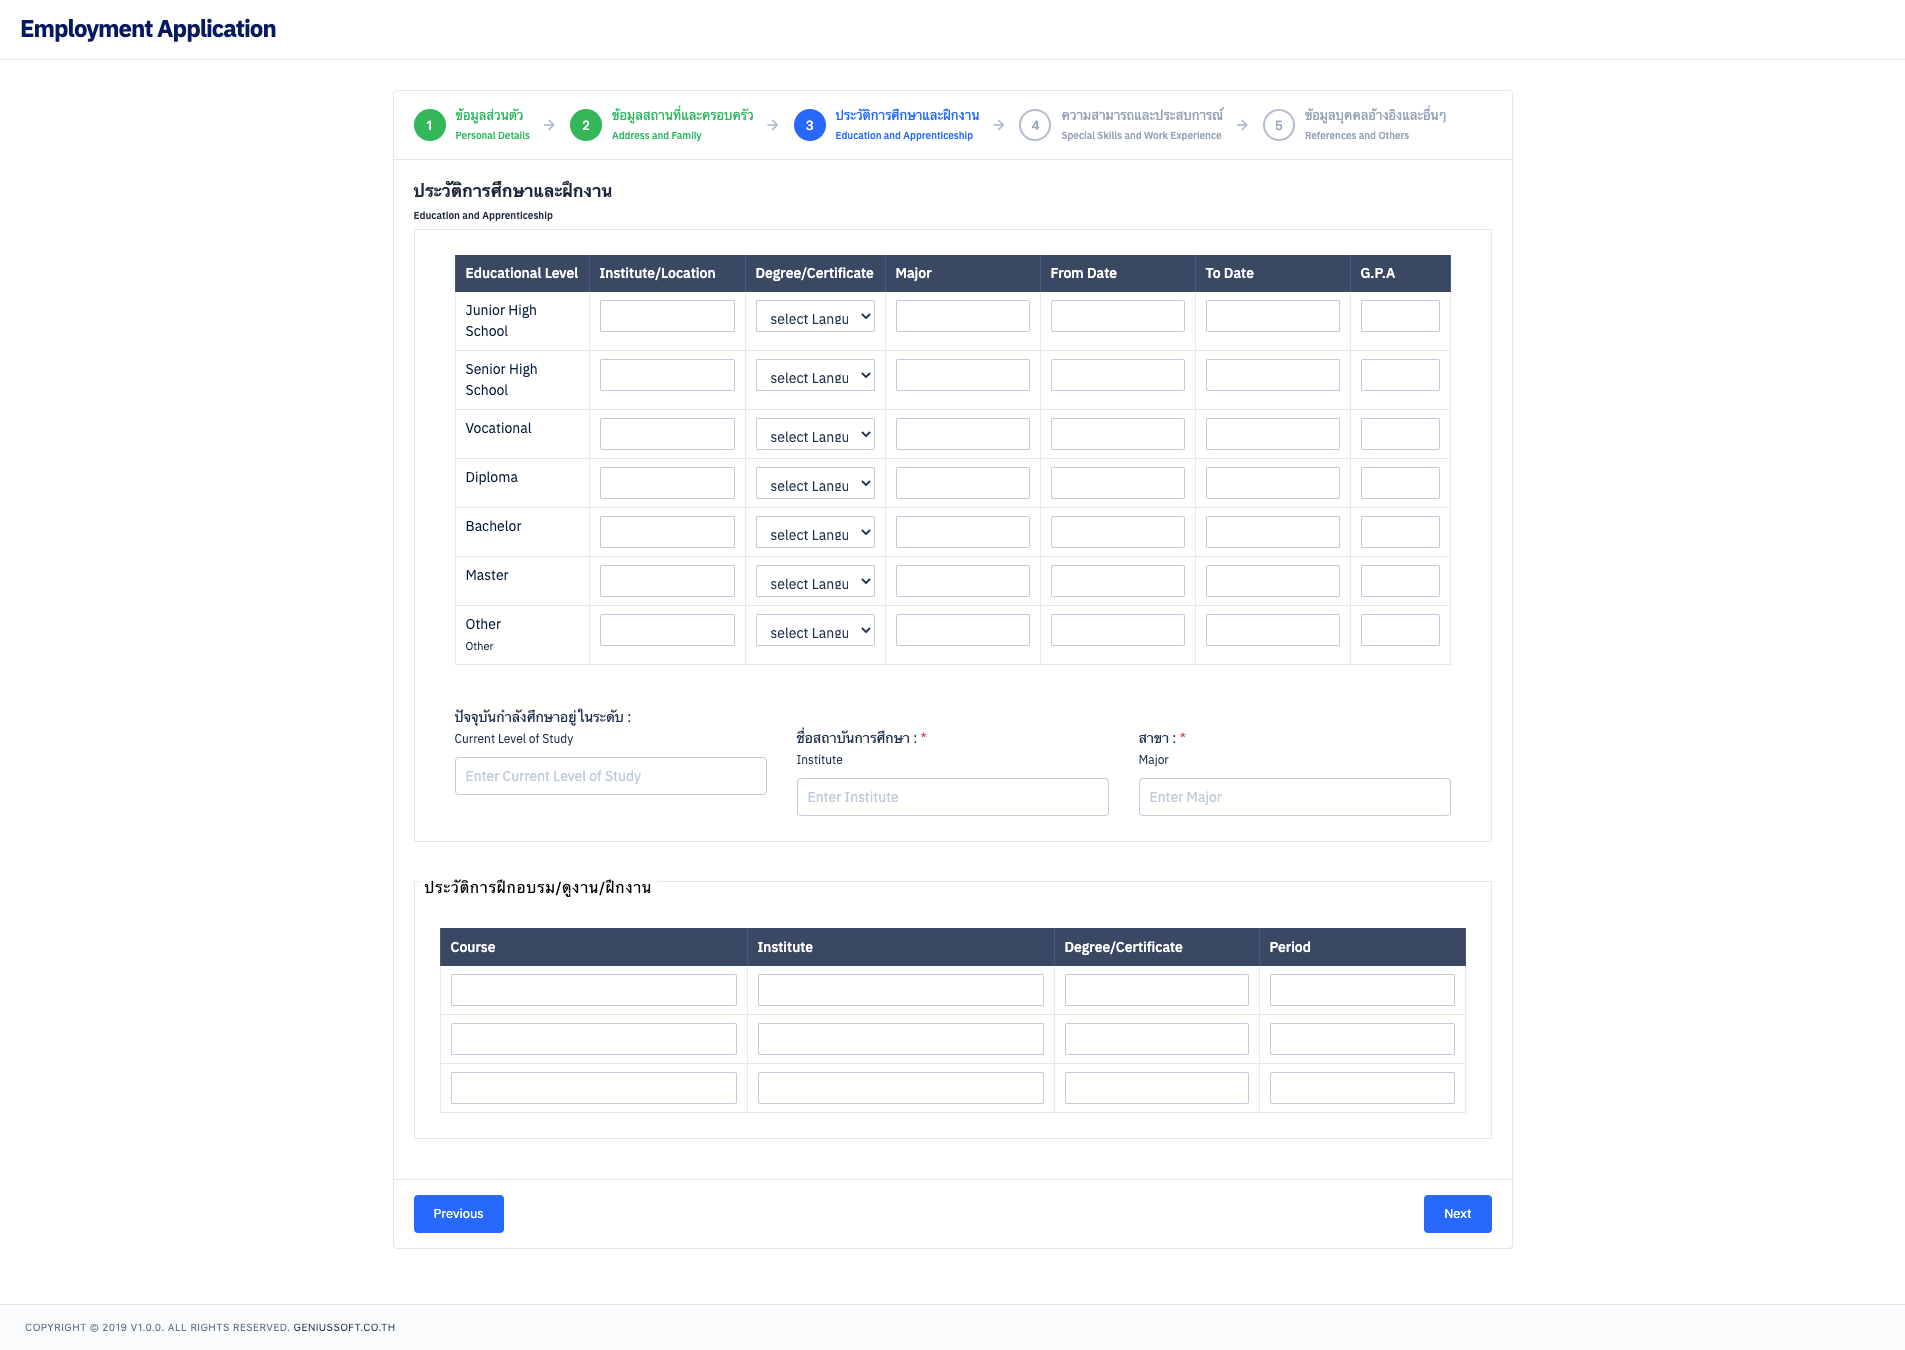 Employment Application
1
ข้อมูลส่วนตัว
Personal Details
2
ข้อมูลสถานที่และครอบครัว
Address and Family
3
ประวัติการศึกษาและฝึกงาน
Education and Apprenticeship
4
ความสามารถและประสบการณ์
Special Skills and Work Experience
5
ข้อมูลบุคคลอ้างอิงและอื่นๆ
References and Others
ประวัติการศึกษาและฝึกงาน
Education and Apprenticeship
Educational Level Institute/Location Degree/Certificate Major From Date To Date G.P.A
Junior High School select Langu
Senior High School select Langu
Vocational select Langu
Diploma select Langu
Bachelor select Langu
Master select Langu
Other select Langu
Other
ปัจจุบันกำลังศึกษาอยู่ในระดับ :
Current Level of Study
Enter Current Level of Study
ชื่อสถาบันการศึกษา : *
Institute
Enter Institute
สาขา : *
Major
Enter Major
ประวัติการฝึกอบรม/ดูงาน/ฝึกงาน
Course Institute Degree/Certificate Period
Previous Next
COPYRIGHT © 2019 V1.0.0. ALL RIGHTS RESERVED. GENIUSSOFT.CO.TH